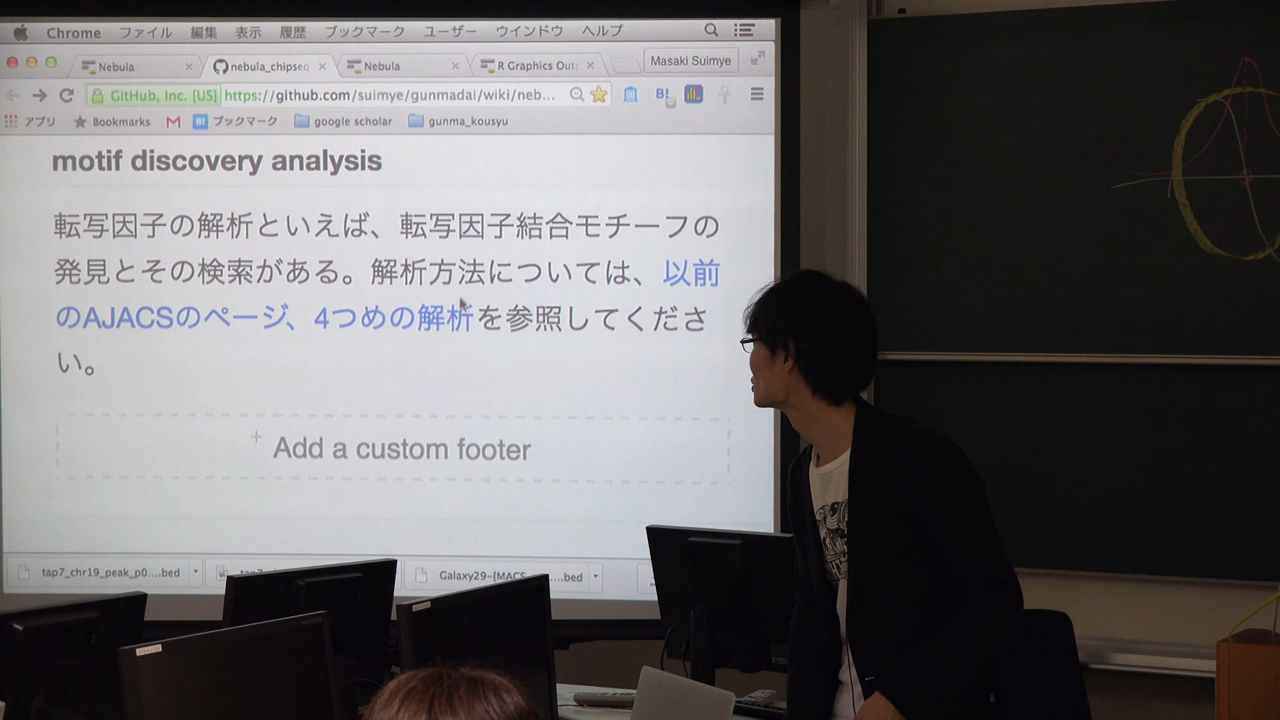 Chrome ファイル 編集 表示 履歴 ブックマーク ユーザー ウインドウ ヘルプ
Nebula nebula_chipseq Nebula R Graphics Out Masaki Suimye
GitHub, Inc. [US] https://github.com/suimye/gunmadai/wiki/neb... B!
アプリ Bookmarks B! ブックマーク google scholar gunma_kousyu
motif discovery analysis
転写因子の解析といえば、転写因子結合モチーフの
発見とその検索がある。解析方法については、以前
のAJACSのページ、4つめの解析を参照してくださ
い。
+ Add a custom footer
tap7_chr19_peak_p0....bed Galaxy29-[MACS_....bed